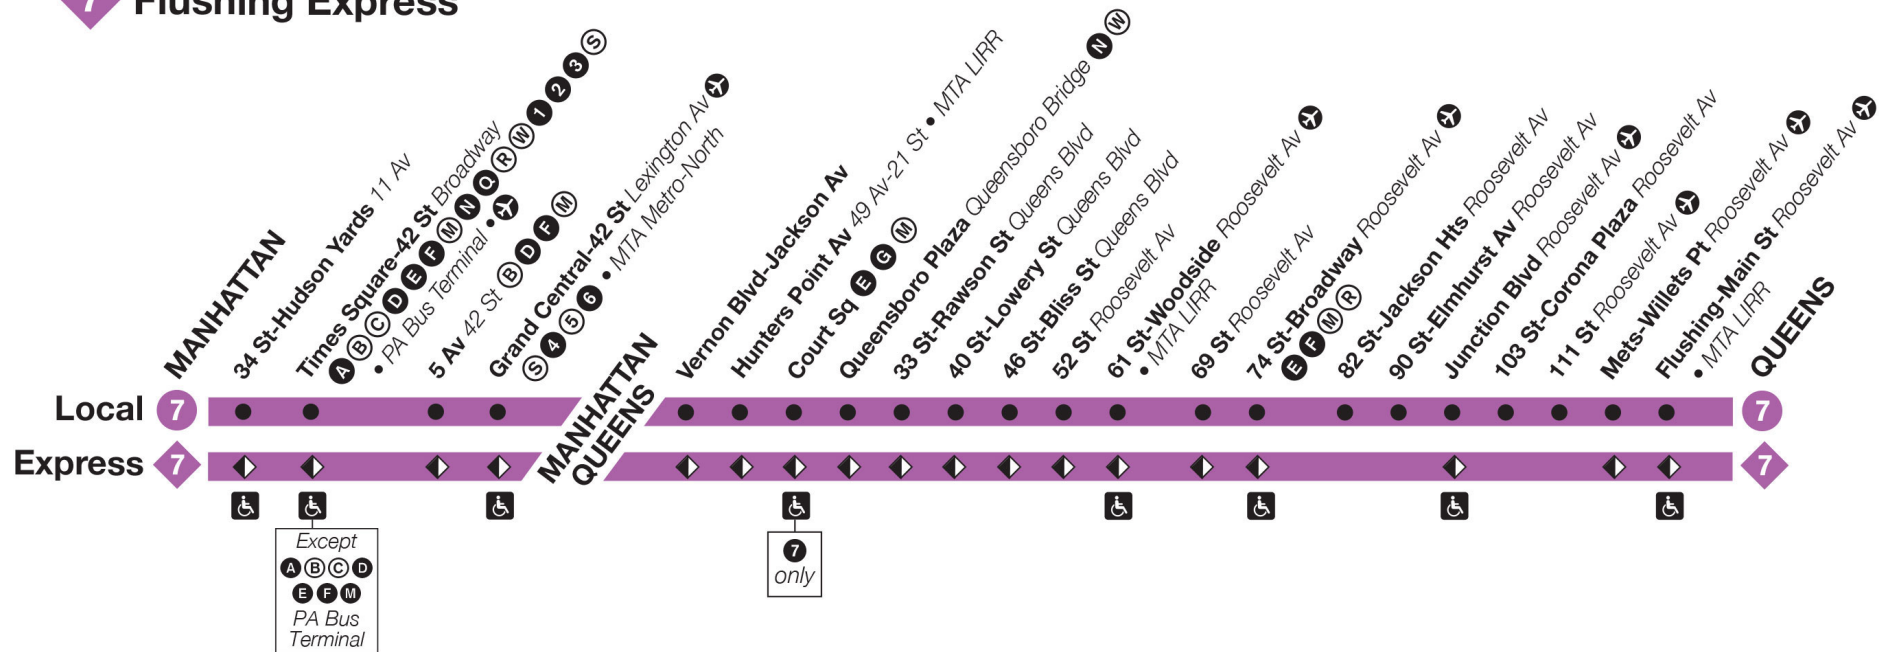 7 Flushing Express
MANHATTAN
34 St-Hudson Yards 11 Av
Times Square-42 St Broadway
A B C D E F M N Q R W 1 2 3 S
• PA Bus Terminal •
5 Av 42 St B D F M
Grand Central-42 St Lexington Av
S 4 5 6 • MTA Metro-North
MANHATTAN
QUEENS
Vernon Blvd-Jackson Av
Hunters Point Av 49 Av-21 St • MTA LIRR
Court Sq E G M
Queensboro Plaza Queensboro Bridge N W
33 St-Rawson St Queens Blvd
40 St-Lowery St Queens Blvd
46 St-Bliss St Queens Blvd
52 St Roosevelt Av
61 St-Woodside Roosevelt Av
• MTA LIRR
69 St Roosevelt Av
74 St-Broadway Roosevelt Av
E F M R
82 St-Jackson Hts Roosevelt Av
90 St-Elmhurst Av Roosevelt Av
Junction Blvd Roosevelt Av
103 St-Corona Plaza Roosevelt Av
111 St Roosevelt Av
Mets-Willets Pt Roosevelt Av
Flushing-Main St Roosevelt Av
• MTA LIRR
QUEENS
Local 7 7
Express 7 7
Except
A B C D
E F M
PA Bus
Terminal
7
only